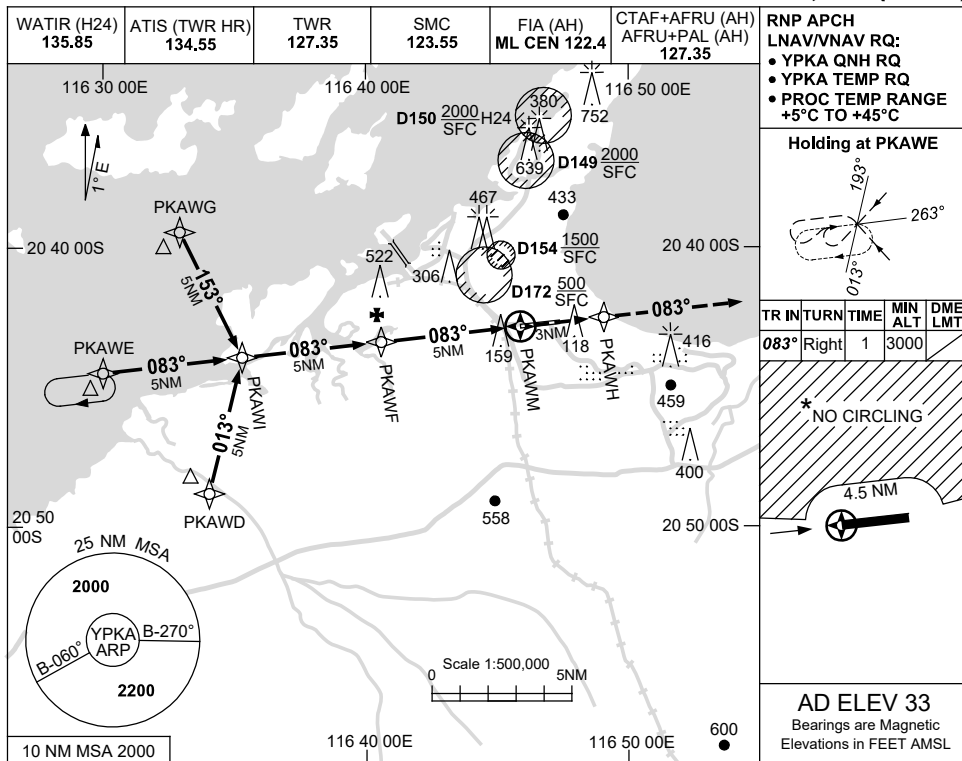 WATIR (H24)
135.85
ATIS (TWR HR)
134.55
TWR
127.35
SMC
123.55
FIA (AH)
ML CEN 122.4
CTAF+AFRU (AH)
AFRU+PAL (AH)
127.35
RNP APCH
LNAV/VNAV RQ:
• YPKA QNH RQ
• YPKA TEMP RQ
• PROC TEMP RANGE
+5°C TO +45°C
116 30 00E
116 40 00E
116 50 00E
1° E
D150 2000
SFC H24
380
752
639
D149 2000
SFC
467
433
PKAWG
20 40 00S
20 40 00S
D154 1500
SFC
522
306
D172 500
SFC
153°
5NM
083°
PKAWE
083°
5NM
083°
5NM
083°
5NM
3NM
159
118
416
PKAWI
PKAWF
PKAWM
PKAWH
013°
5NM
459
400
PKAWD
558
20 50
00S
20 50 00S
25 NM MSA
2000
YPKA
ARP
B-270°
B-060°
2200
Scale 1:500,000
0
5NM
600
10 NM MSA 2000
116 40 00E
116 50 00E
Holding at PKAWE
193°
263°
013°
TR IN TURN TIME MIN
ALT DME
LMT
083° Right 1 3000
* NO CIRCLING
4.5 NM
AD ELEV 33
Bearings are Magnetic
Elevations in FEET AMSL